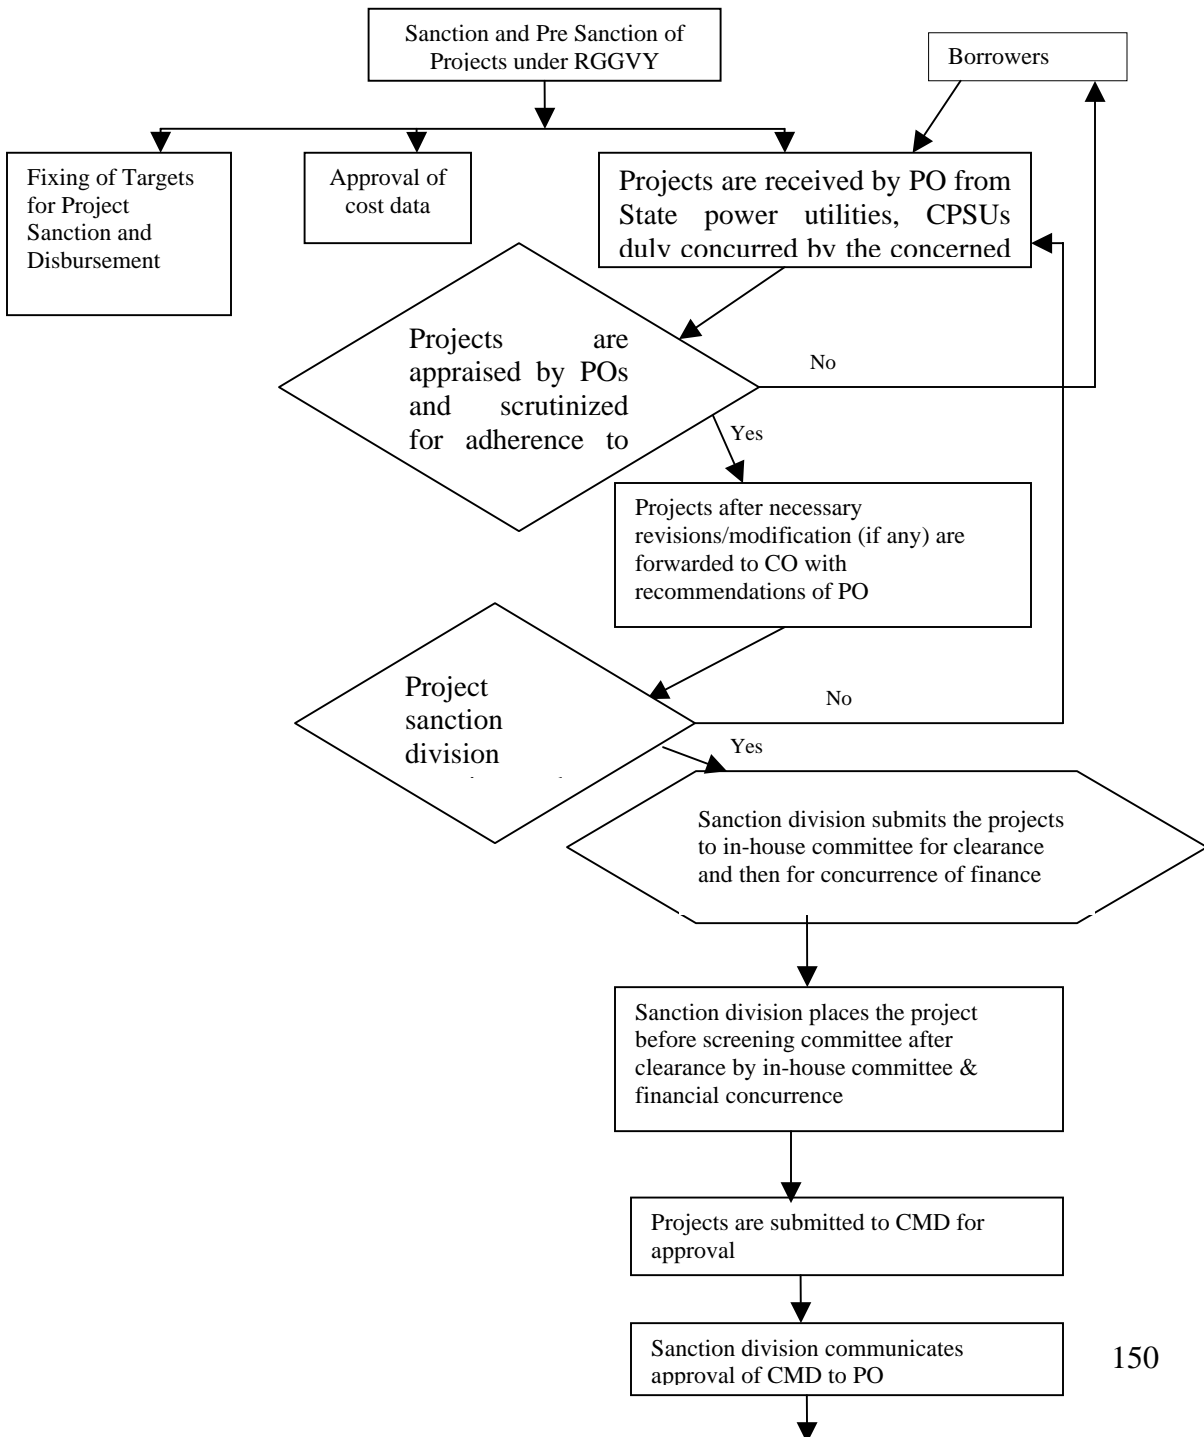 Sanction and Pre Sanction of
Projects under RGGVY
Borrowers
Fixing of Targets
for Project
Sanction and
Disbursement
Approval of
cost data
Projects are received by PO from
State power utilities, CPSUs
duly concurred by the concerned
Projects are
appraised by POs
and scrutinized
for adherence to
No
Yes
Projects after necessary
revisions/modification (if any) are
forwarded to CO with
recommendations of PO
Project
sanction
division
No
Yes
Sanction division submits the projects
to in-house committee for clearance
and then for concurrence of finance
Sanction division places the project
before screening committee after
clearance by in-house committee &
financial concurrence
Projects are submitted to CMD for
approval
Sanction division communicates
approval of CMD to PO
150